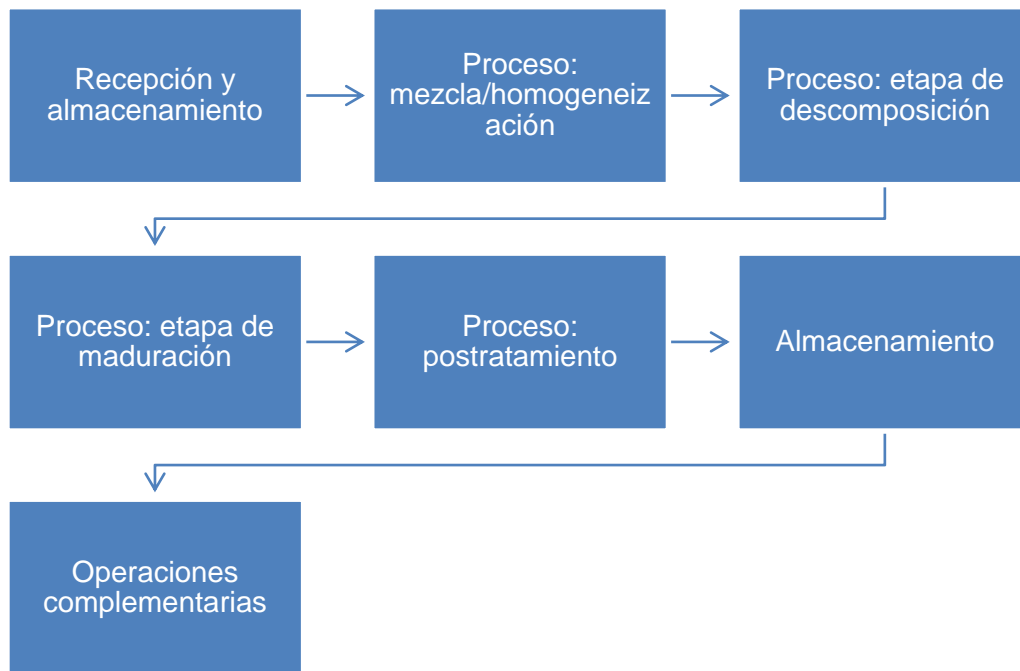 Recepción y
almacenamiento
Proceso:
mezcla/homogeneiz
ación
Proceso: etapa de
descomposición
Proceso: etapa de
maduración
Proceso:
postratamiento
Almacenamiento
Operaciones
complementarias